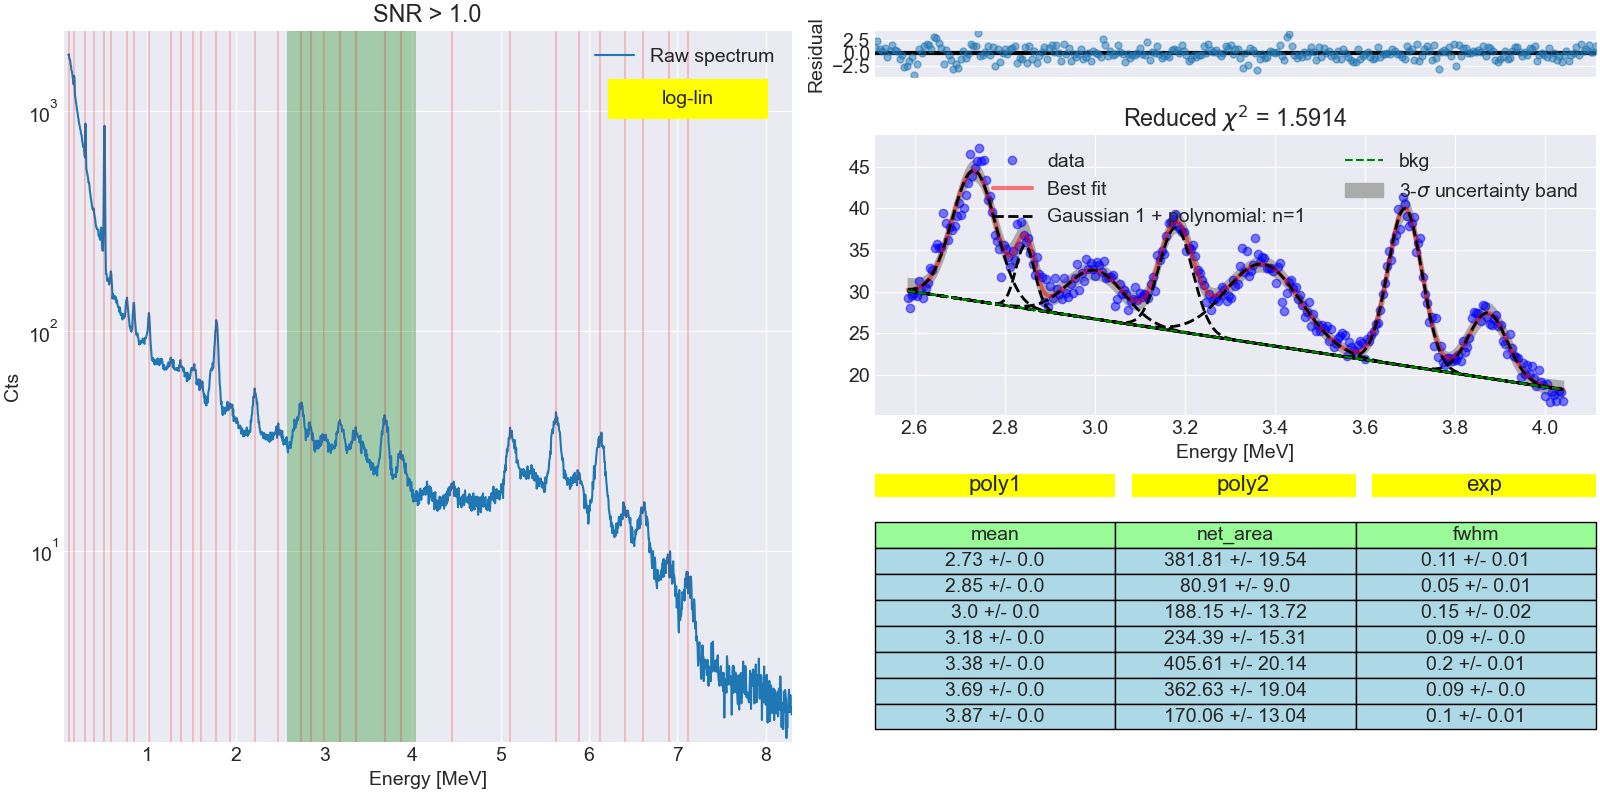 SNR > 1.0
Raw spectrum
log-lin
10³
10²
10¹
Cts
1 2 3 4 5 6 7 8
Energy [MeV]
Residual
2.5
0.0
−2.5
Reduced χ² = 1.5914
data
Best fit
Gaussian 1 + polynomial: n=1
bkg
3-σ uncertainty band
45
40
35
30
25
20
2.6 2.8 3.0 3.2 3.4 3.6 3.8 4.0
Energy [MeV]
poly1 poly2 exp
mean net_area fwhm
2.73 +/- 0.0 381.81 +/- 19.54 0.11 +/- 0.01
2.85 +/- 0.0 80.91 +/- 9.0 0.05 +/- 0.01
3.0 +/- 0.0 188.15 +/- 13.72 0.15 +/- 0.02
3.18 +/- 0.0 234.39 +/- 15.31 0.09 +/- 0.0
3.38 +/- 0.0 405.61 +/- 20.14 0.2 +/- 0.01
3.69 +/- 0.0 362.63 +/- 19.04 0.09 +/- 0.0
3.87 +/- 0.0 170.06 +/- 13.04 0.1 +/- 0.01